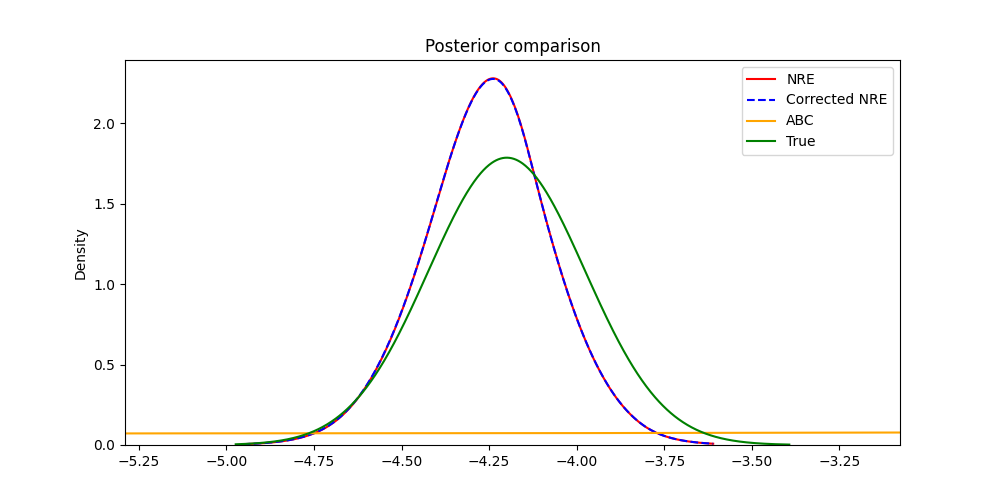 Posterior comparison
NRE
Corrected NRE
ABC
True
Density
2.0
1.5
1.0
0.5
0.0
−5.25 −5.00 −4.75 −4.50 −4.25 −4.00 −3.75 −3.50 −3.25